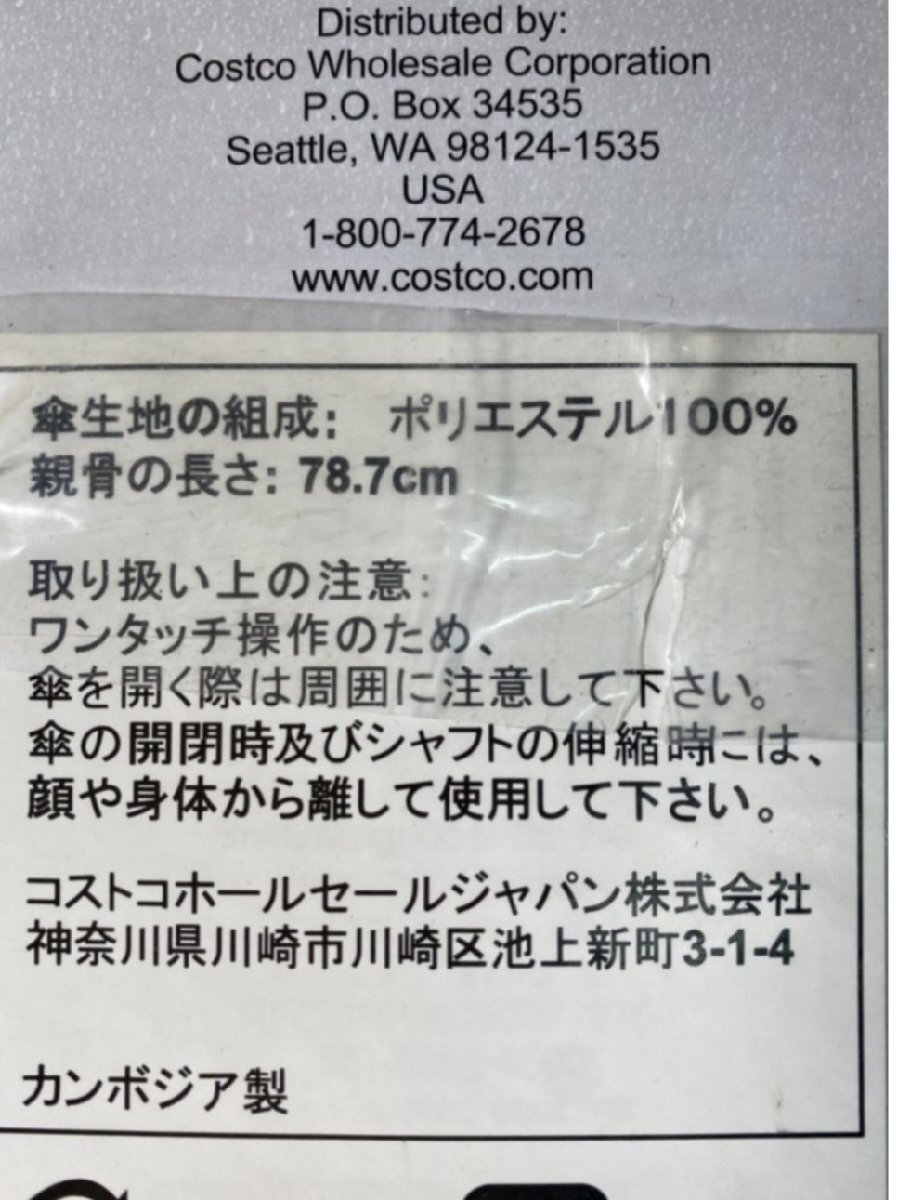 Distributed by:
Costco Wholesale Corporation
P.O. Box 34535
Seattle, WA 98124-1535
USA
1-800-774-2678
www.costco.com
傘生地の組成: ポリエステル100%
親骨の長さ: 78.7cm
取り扱い上の注意:
ワンタッチ操作のため、
傘を開く際は周囲に注意して下さい。
傘の開閉時及びシャフトの伸縮時には、
顔や身体から離して使用して下さい。
コストコホールセールジャパン株式会社
神奈川県川崎市川崎区池上新町3-1-4
カンボジア製